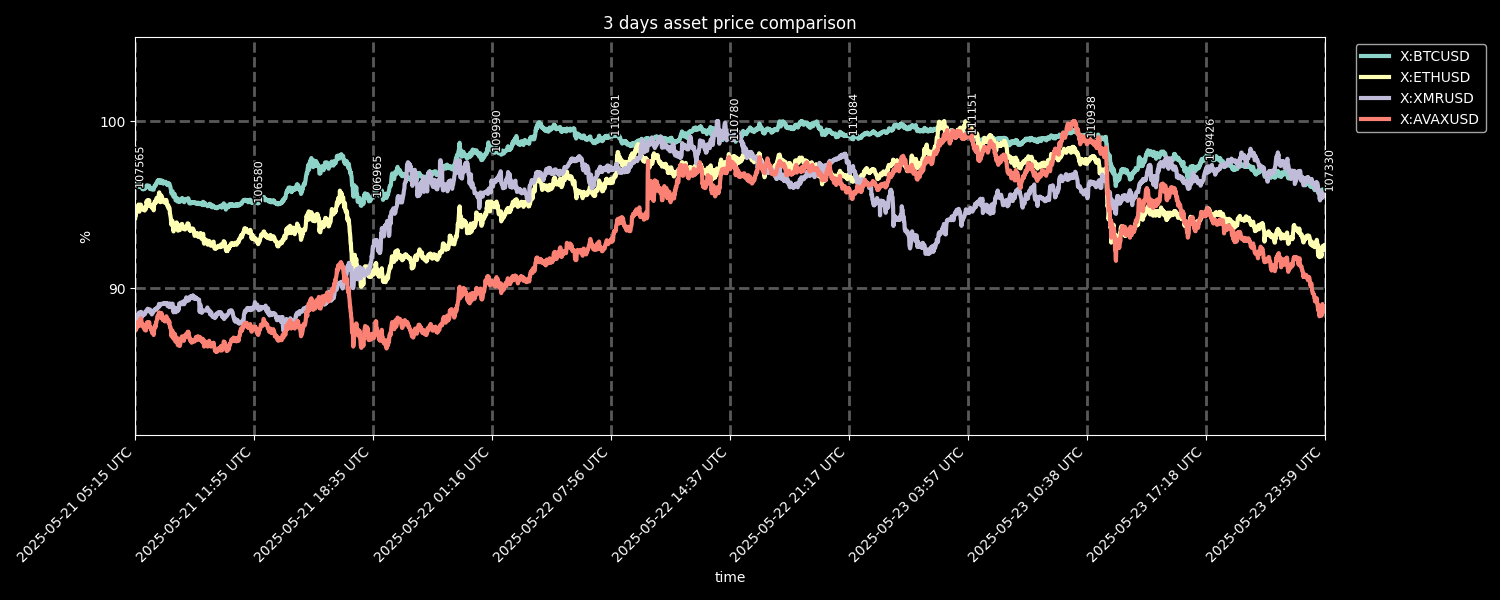 3 days asset price comparison
X:BTCUSD
X:ETHUSD
X:XMRUSD
X:AVAXUSD
100
90
%
107565
106580
106965
109990
111061
110780
111084
111151
110938
109426
107330
2025-05-21 05:15 UTC
2025-05-21 11:55 UTC
2025-05-21 18:35 UTC
2025-05-22 01:16 UTC
2025-05-22 07:56 UTC
2025-05-22 14:37 UTC
2025-05-22 21:17 UTC
2025-05-23 03:57 UTC
2025-05-23 10:38 UTC
2025-05-23 17:18 UTC
2025-05-23 23:59 UTC
time